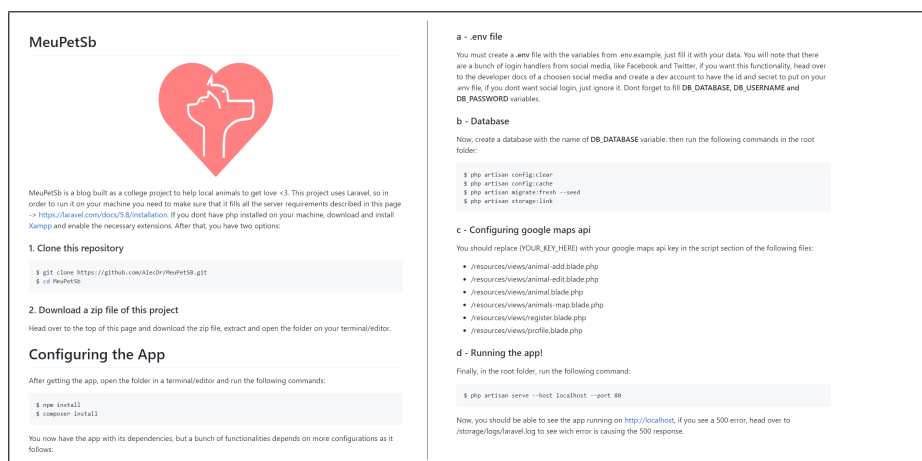 MeuPetSb
MeuPetSb is a blog built as a college project to help local animals to get love <3. This project uses Laravel, so in
order to run it on your machine you need to make sure that it fills all the server requirements described in this page
-> https://laravel.com/docs/5.8/installation. If you dont have php installed on your machine, download and install
Xampp and enable the necessary extensions. After that, you have two options:
1. Clone this repository
$ git clone https://github.com/AlecDr/MeuPetSB.git
$ cd MeuPetSb
2. Download a zip file of this project
Head over to the top of this page and download the zip file, extract and open the folder on your terminal/editor.
Configuring the App
After getting the app, open the folder in a terminal/editor and run the following commands:
$ npm install
$ composer install
You now have the app with its dependencies, but a bunch of functionalities depends on more configurations as it
follows:
a - .env file
You must create a .env file with the variables from .env.example, just fill it with your data. You will note that there
are a bunch of login handlers from social media, like Facebook and Twitter, if you want this functionality, head over
to the developer docs of a choosen social media and create a dev account to have the id and secret to put on your
.env file, if you dont want social login, just ignore it. Dont forget to fill DB_DATABASE, DB_USERNAME and
DB_PASSWORD variables.
b - Database
Now, create a database with the name of DB_DATABASE variable. then run the following commands in the root
folder:
$ php artisan config:clear
$ php artisan config:cache
$ php artisan migrate:fresh --seed
$ php artisan storage:link
c - Configuring google maps api
You should replace (YOUR_KEY_HERE) with your google maps api key in the script section of the following files:
• /resources/views/animal-add.blade.php
• /resources/views/animal-edit.blade.php
• /resources/views/animal.blade.php
• /resources/views/animals-map.blade.php
• /resources/views/register.blade.php
• /resources/views/profile.blade.php
d - Running the app!
Finally, in the root folder, run the following command:
$ php artisan serve --host localhost --port 80
Now, you should be able to see the app running on http://localhost, if you see a 500 error, head over to
/storage/logs/laravel.log to see wich error is causing the 500 response.